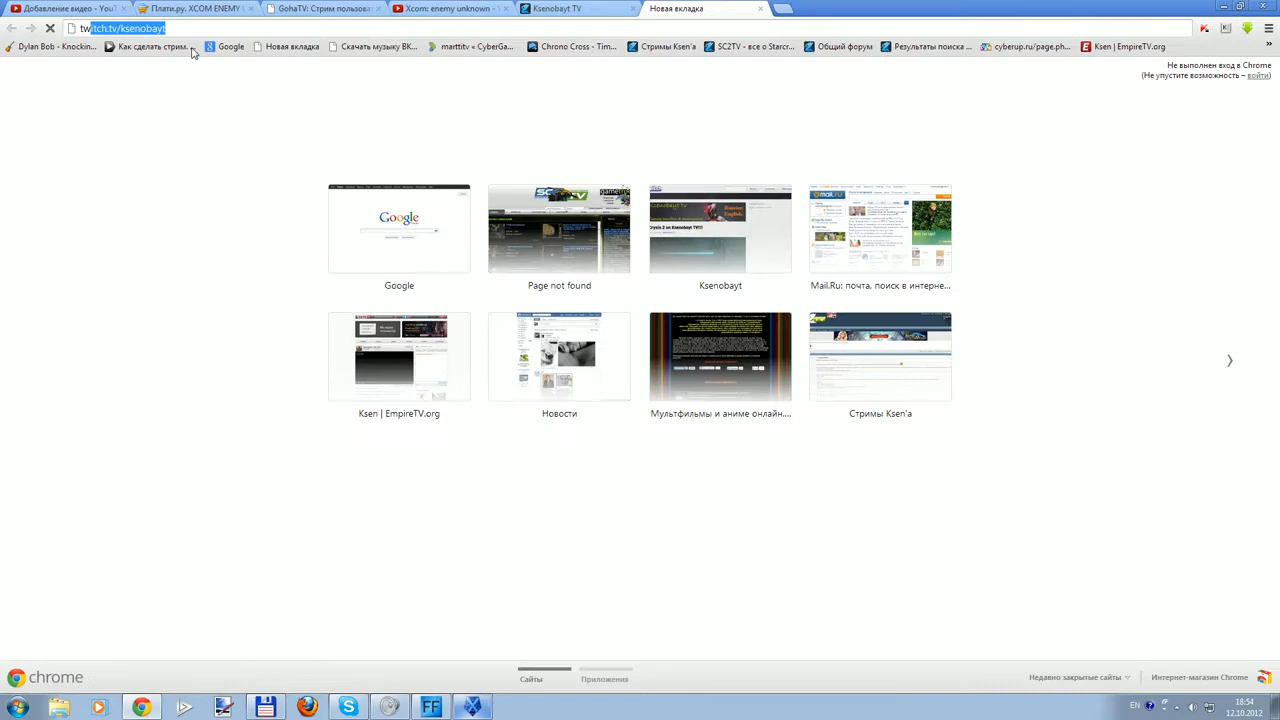 Добавление видео - YouT
Плати.ру. XCOM ENEMY U
GohaTV: Стрим пользова
Xcom: enemy unknown -
Ksenobayt TV
Новая вкладка
twitch.tv/ksenobayt
Dylan Bob - Knockin...
Как сделать стрим...
Google
Новая вкладка
Скачать музыку ВК...
marttitv « CyberGa...
Chrono Cross - Tim...
Стримы Ksen'a
SC2TV - все о Starcr...
Общий форум
Результаты поиска ...
cyberup.ru/page.ph...
Ksen | EmpireTV.org
»
Не выполнен вход в Chrome
(Не упустите возможность – войти)
Google
Page not found
Ksenobayt
Mail.Ru: почта, поиск в интерне...
Ksen | EmpireTV.org
Новости
Мультфильмы и аниме онлайн....
Стримы Ksen'a
chrome
Сайты
Приложения
Недавно закрытые сайты
Интернет-магазин Chrome
FF
EN
18:54
12.10.2012